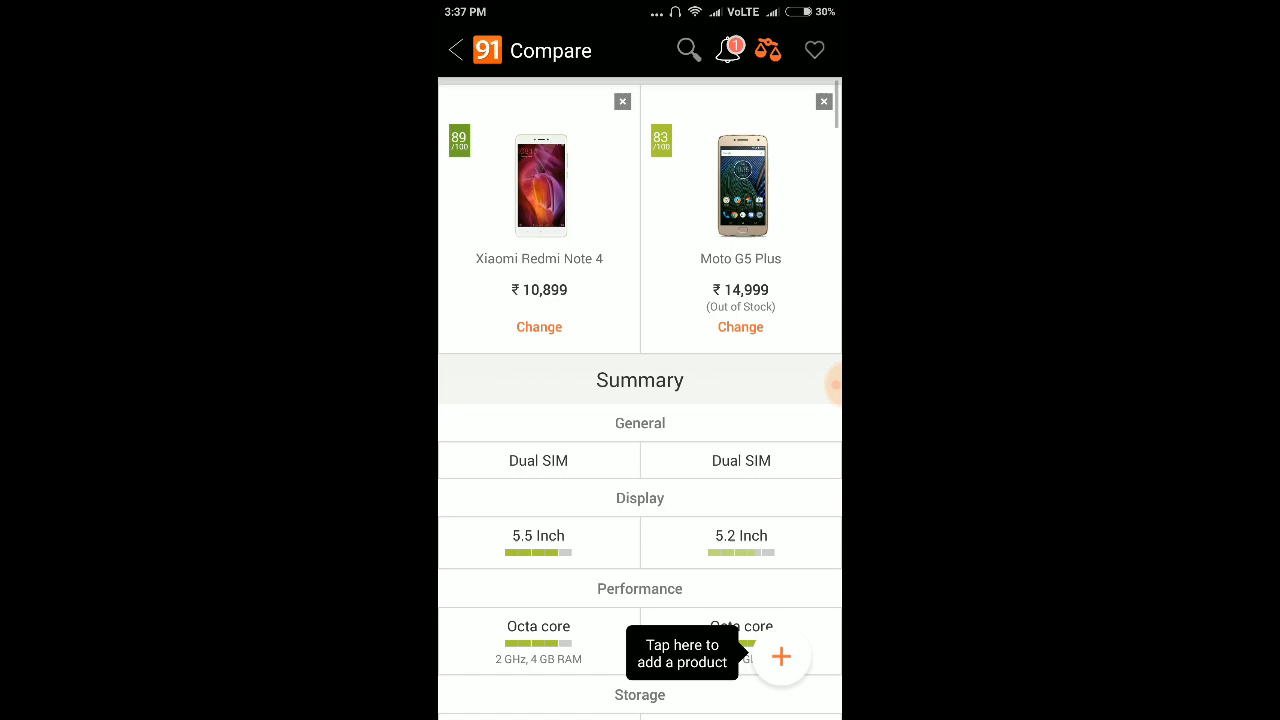 3:37 PM ... VoLTE 30%
91 Compare 1
89 /100 83 /100
Xiaomi Redmi Note 4 Moto G5 Plus
₹ 10,899 ₹ 14,999
(Out of Stock)
Change Change
Summary
General
Dual SIM Dual SIM
Display
5.5 Inch 5.2 Inch
Performance
Octa core Octa core
2 GHz, 4 GB RAM
Tap here to
add a product
+
Storage